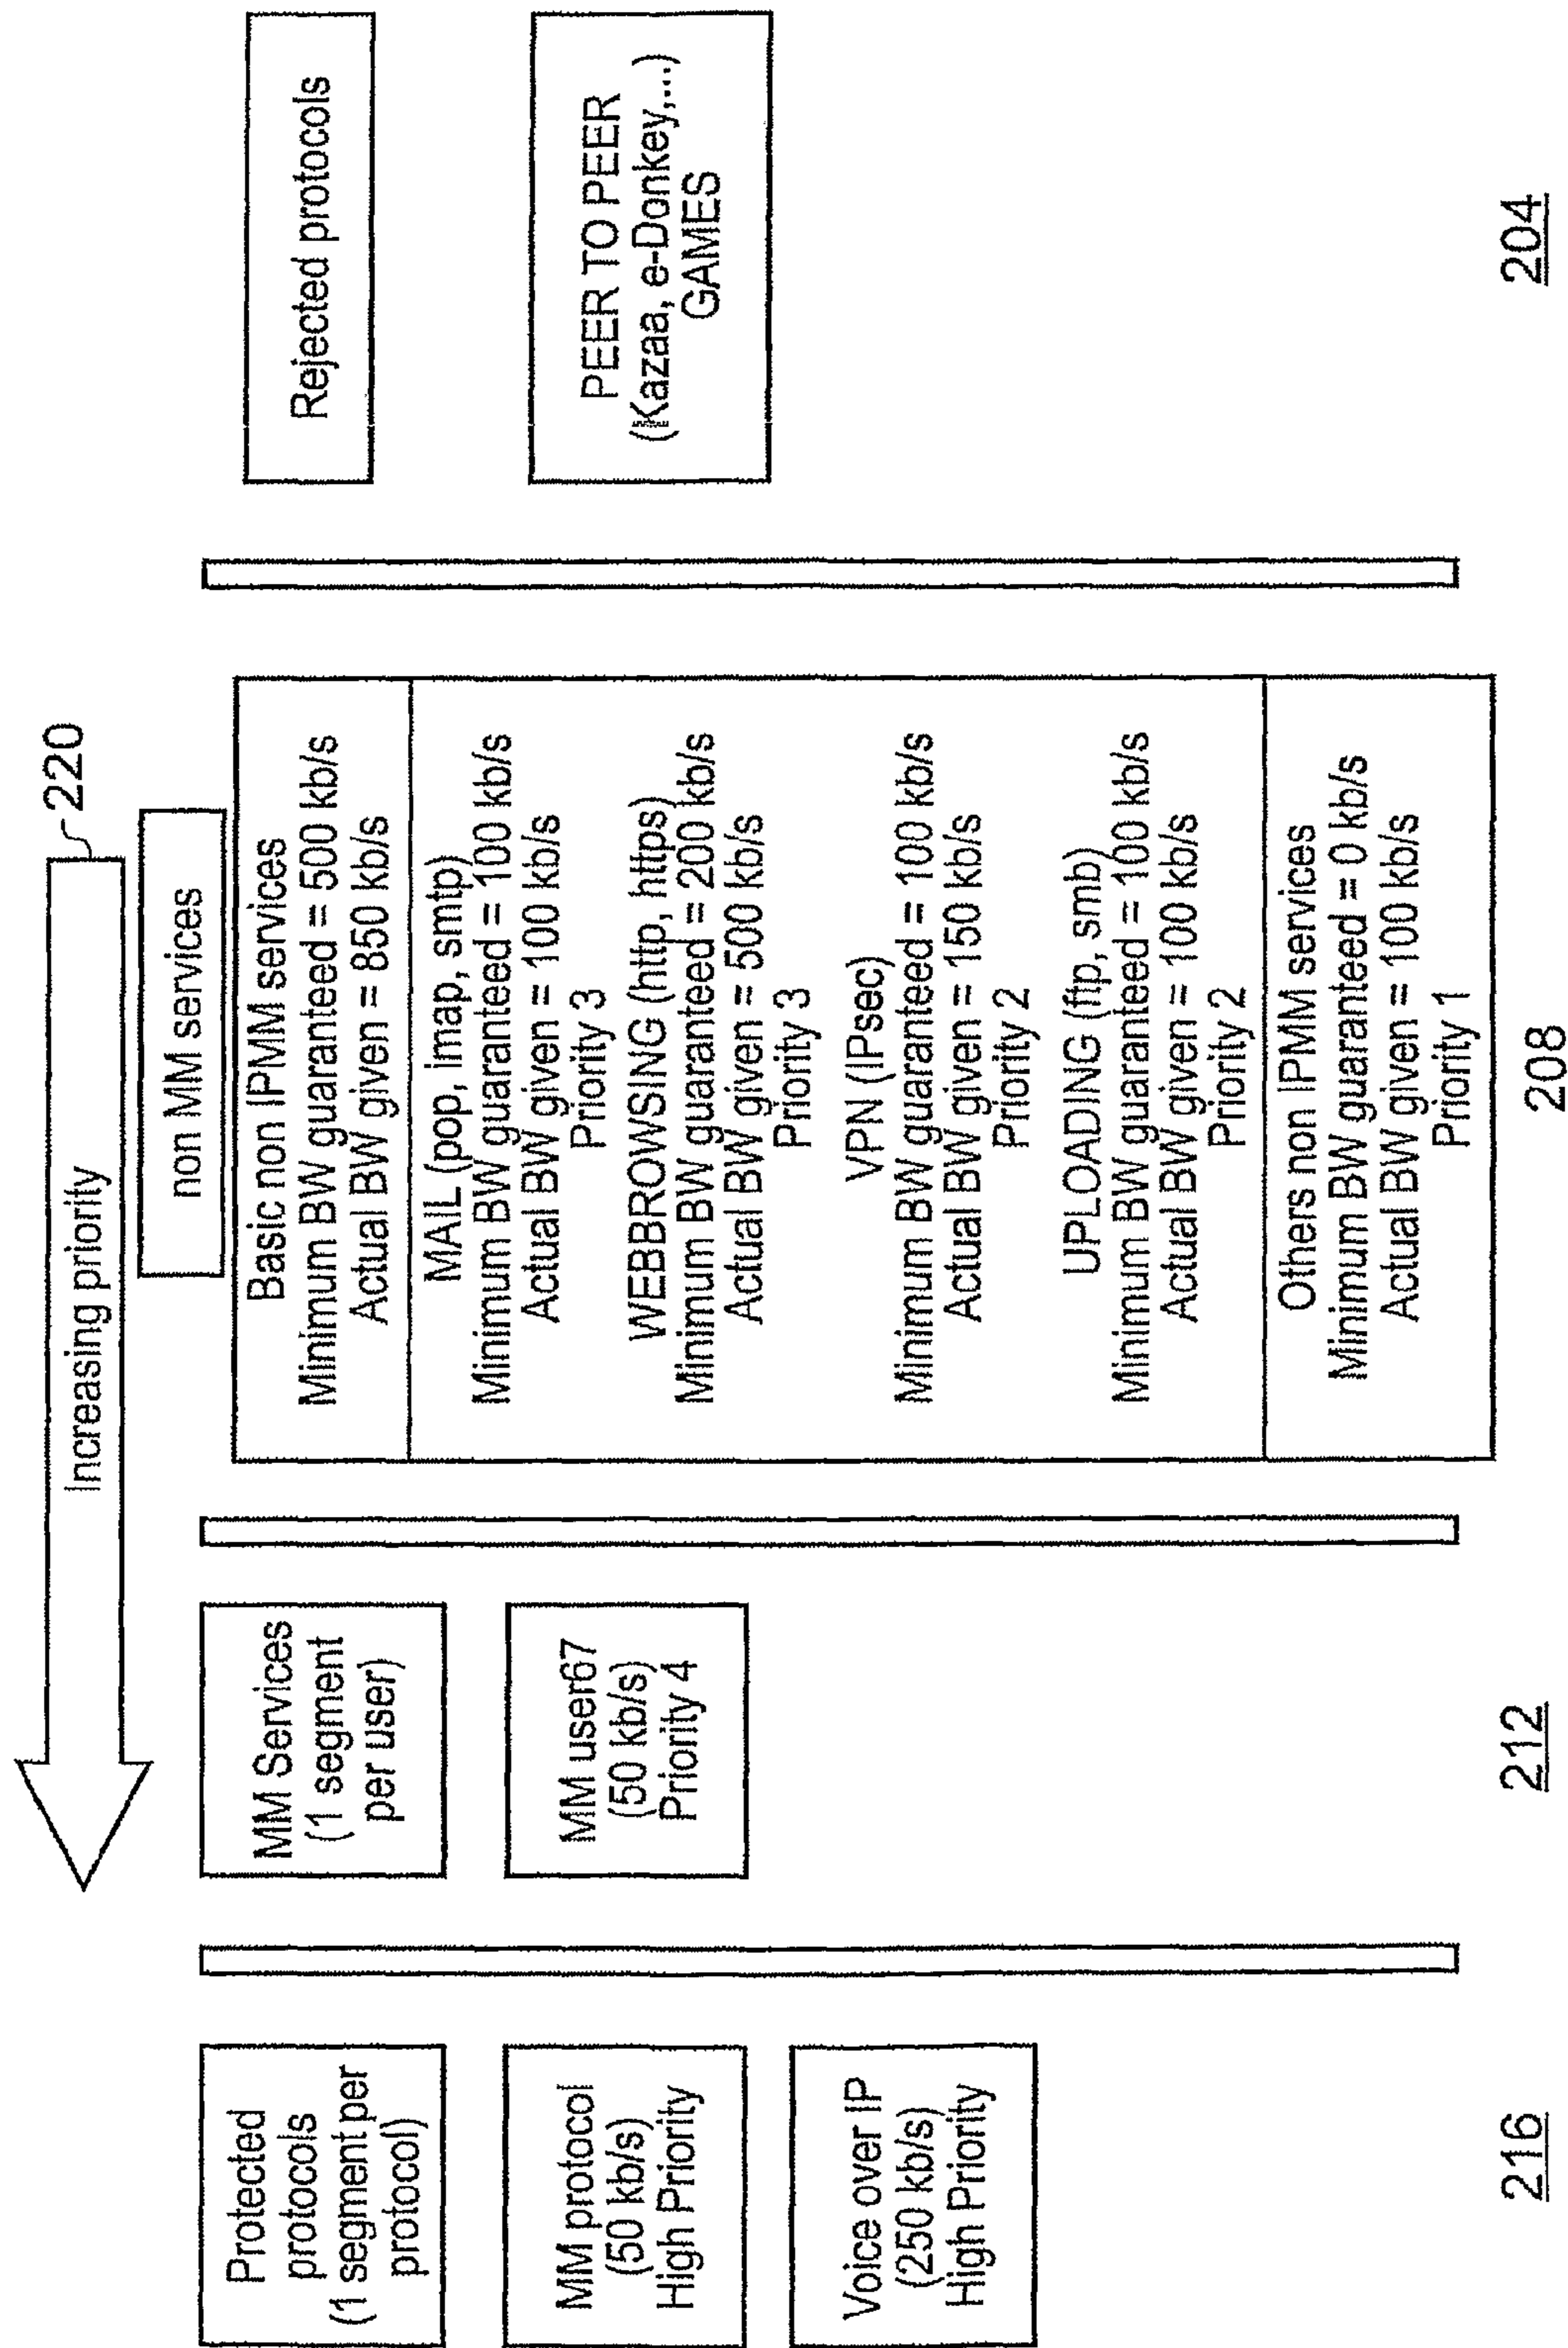 Increasing priority
220
Protected
protocols
(1 segment per
protocol)
MM protocol
(50 kb/s)
High Priority
Voice over IP
(250 kb/s)
High Priority
216
MM Services
(1 segment
per user)
MM user67
(50 kb/s)
Priority 4
212
non MM services
Basic non IPMM services
Minimum BW guaranteed = 500 kb/s
Actual BW given = 850 kb/s
MAIL (pop, imap, smtp)
Minimum BW guaranteed = 100 kb/s
Actual BW given = 100 kb/s
Priority 3
WEBBROWSING (http, https)
Minimum BW guaranteed = 200 kb/s
Actual BW given = 500 kb/s
Priority 3
VPN (IPsec)
Minimum BW guaranteed = 100 kb/s
Actual BW given = 150 kb/s
Priority 2
UPLOADING (ftp, smb)
Minimum BW guaranteed = 100 kb/s
Actual BW given = 100 kb/s
Priority 2
Others non IPMM services
Minimum BW guaranteed = 0 kb/s
Actual BW given = 100 kb/s
Priority 1
208
Rejected protocols
PEER TO PEER
(Kazaa, e-Donkey,...)
GAMES
204